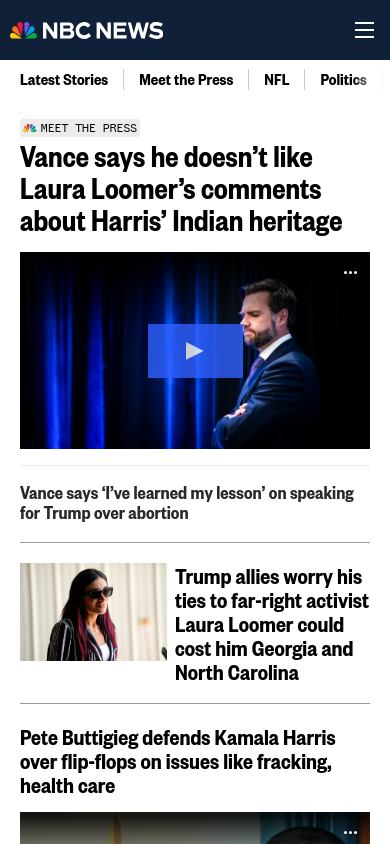 NBC NEWS
Latest Stories
Meet the Press
NFL
Politics
MEET THE PRESS
Vance says he doesn’t like
Laura Loomer’s comments
about Harris’ Indian heritage
Vance says ‘I’ve learned my lesson’ on speaking
for Trump over abortion
Trump allies worry his
ties to far-right activist
Laura Loomer could
cost him Georgia and
North Carolina
Pete Buttigieg defends Kamala Harris
over flip-flops on issues like fracking,
health care